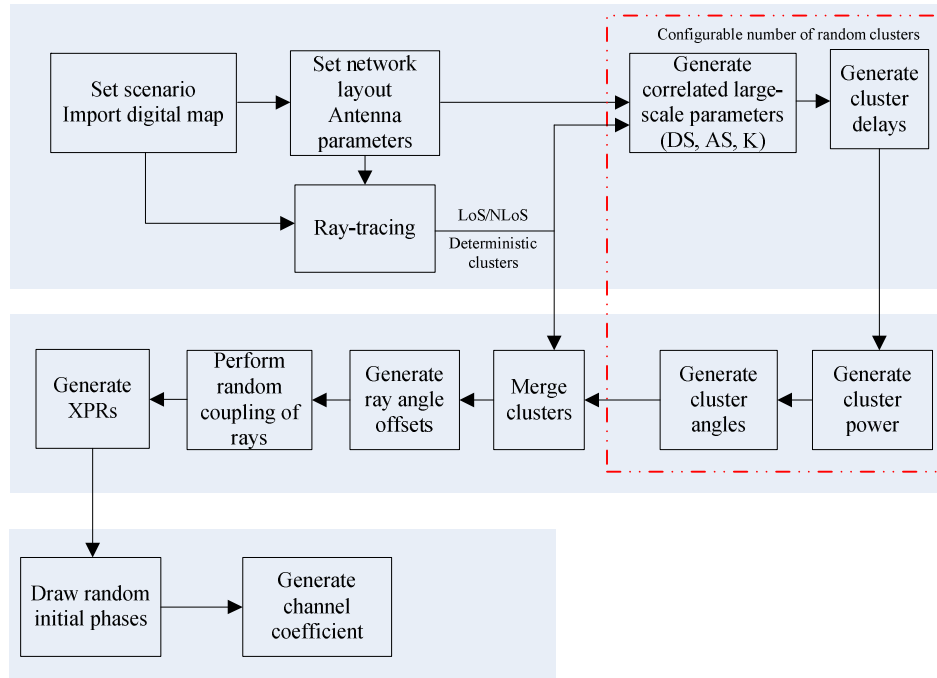 Configurable number of random clusters
Set scenario
Import digital map
Set network
layout
Antenna
parameters
Generate
correlated large-
scale parameters
(DS, AS, K)
Generate
cluster
delays
Ray-tracing
LoS/NLoS
Deterministic
clusters
Generate
XPRs
Perform
random
coupling of
rays
Generate
ray angle
offsets
Merge
clusters
Generate
cluster
angles
Generate
cluster
power
Draw random
initial phases
Generate
channel
coefficient